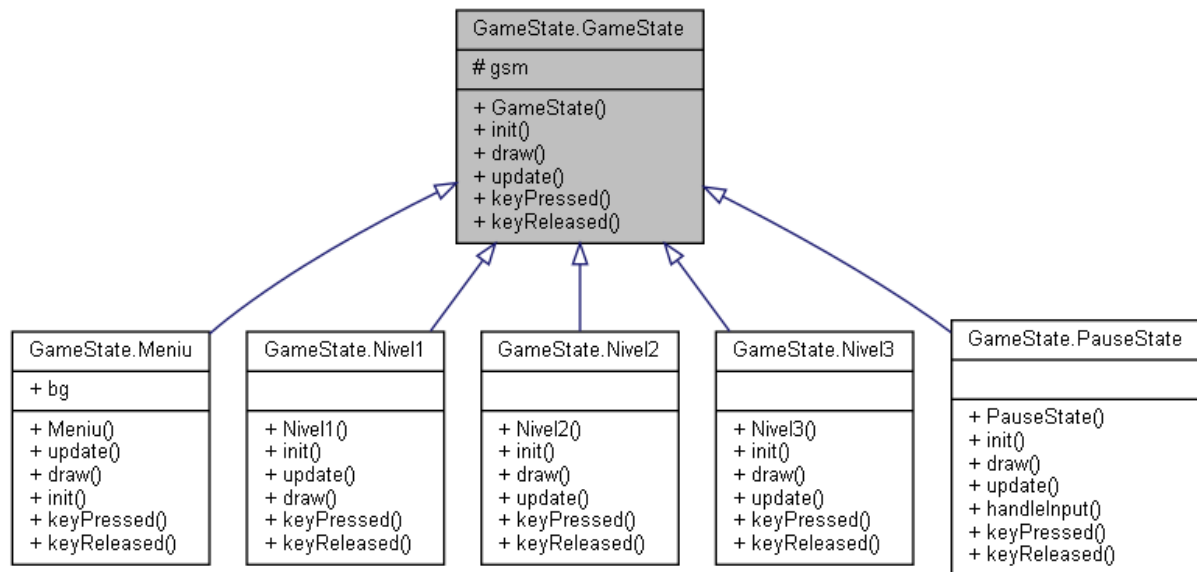 GameState.GameState
# gsm
+ GameState()
+ init()
+ draw()
+ update()
+ keyPressed()
+ keyReleased()
GameState.Meniu
+ bg
+ Meniu()
+ update()
+ draw()
+ init()
+ keyPressed()
+ keyReleased()
GameState.Nivel1
+ Nivel1()
+ init()
+ update()
+ draw()
+ keyPressed()
+ keyReleased()
GameState.Nivel2
+ Nivel2()
+ init()
+ draw()
+ update()
+ keyPressed()
+ keyReleased()
GameState.Nivel3
+ Nivel3()
+ init()
+ draw()
+ update()
+ keyPressed()
+ keyReleased()
GameState.PauseState
+ PauseState()
+ init()
+ draw()
+ update()
+ handleInput()
+ keyPressed()
+ keyReleased()